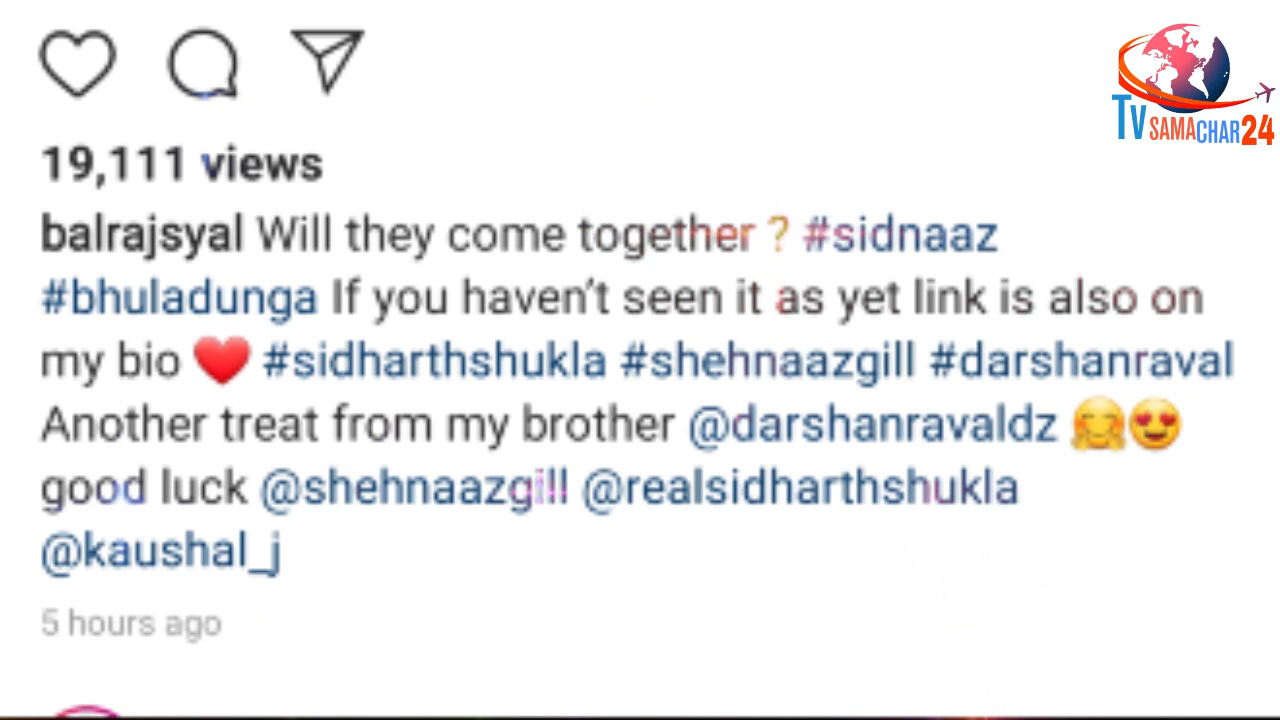 TV SAMACHAR24
19,111 views
balrajsyal Will they come together ? #sidnaaz
#bhuladunga If you haven't seen it as yet link is also on
my bio ❤️ #sidharthshukla #shehnaazgill #darshanraval
Another treat from my brother @darshanravaldz 🤗😍
good luck @shehnaazgill @realsidharthshukla
@kaushal_j
5 hours ago